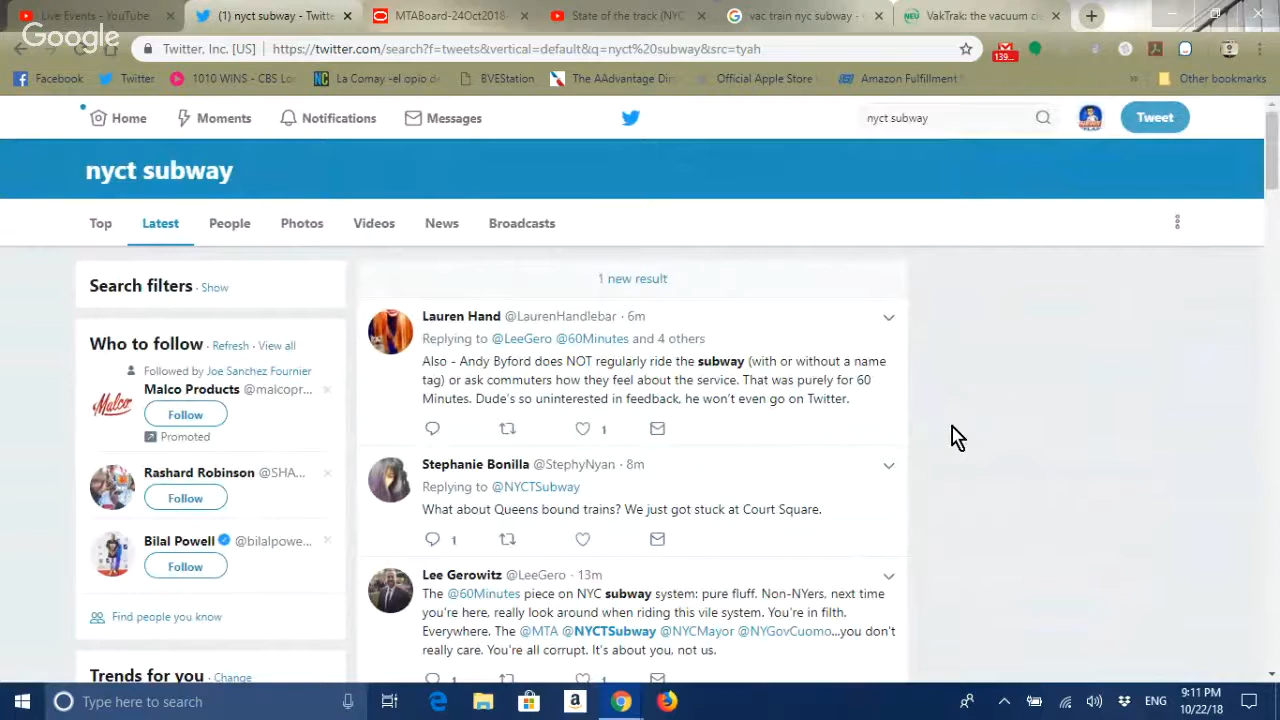 Live Events - YouTube
(1) nyct subway - Twitte
MTABoard-24Oct2018-
State of the track (NYC
vac train nyc subway -
VakTrak: the vacuum cle
Google
Twitter, Inc. [US]
https://twitter.com/search?f=tweets&vertical=default&q=nyct%20subway&src=tyah
139...
Facebook
Twitter
1010 WINS - CBS Lo
La Comay -el opio de
BVEStation
The AAdvantage Din
Official Apple Store
Amazon Fulfillment
»
Other bookmarks
Home
Moments
Notifications
Messages
nyct subway
Tweet
nyct subway
Top
Latest
People
Photos
Videos
News
Broadcasts
Search filters · Show
Who to follow · Refresh · View all
Followed by Joe Sanchez Fournier
Malco Products @malcopr...
Malco
Follow
Promoted
Rashard Robinson @SHA...
Follow
Bilal Powell @bilalpowe...
Follow
Find people you know
Trends for you · Change
1 new result
Lauren Hand @LaurenHandlebar · 6m
Replying to @LeeGero @60Minutes and 4 others
Also - Andy Byford does NOT regularly ride the subway (with or without a name
tag) or ask commuters how they feel about the service. That was purely for 60
Minutes. Dude's so uninterested in feedback, he won't even go on Twitter.
1
Stephanie Bonilla @StephyNyan · 8m
Replying to @NYCTSubway
What about Queens bound trains? We just got stuck at Court Square.
1
Lee Gerowitz @LeeGero · 13m
The @60Minutes piece on NYC subway system: pure fluff. Non-NYers, next time
you're here, really look around when riding this vile system. You're in filth.
Everywhere. The @MTA @NYCTSubway @NYCMayor @NYGovCuomo...you don't
really care. You're all corrupt. It's about you, not us.
1
1
Type here to search
ENG
9:11 PM
10/22/18